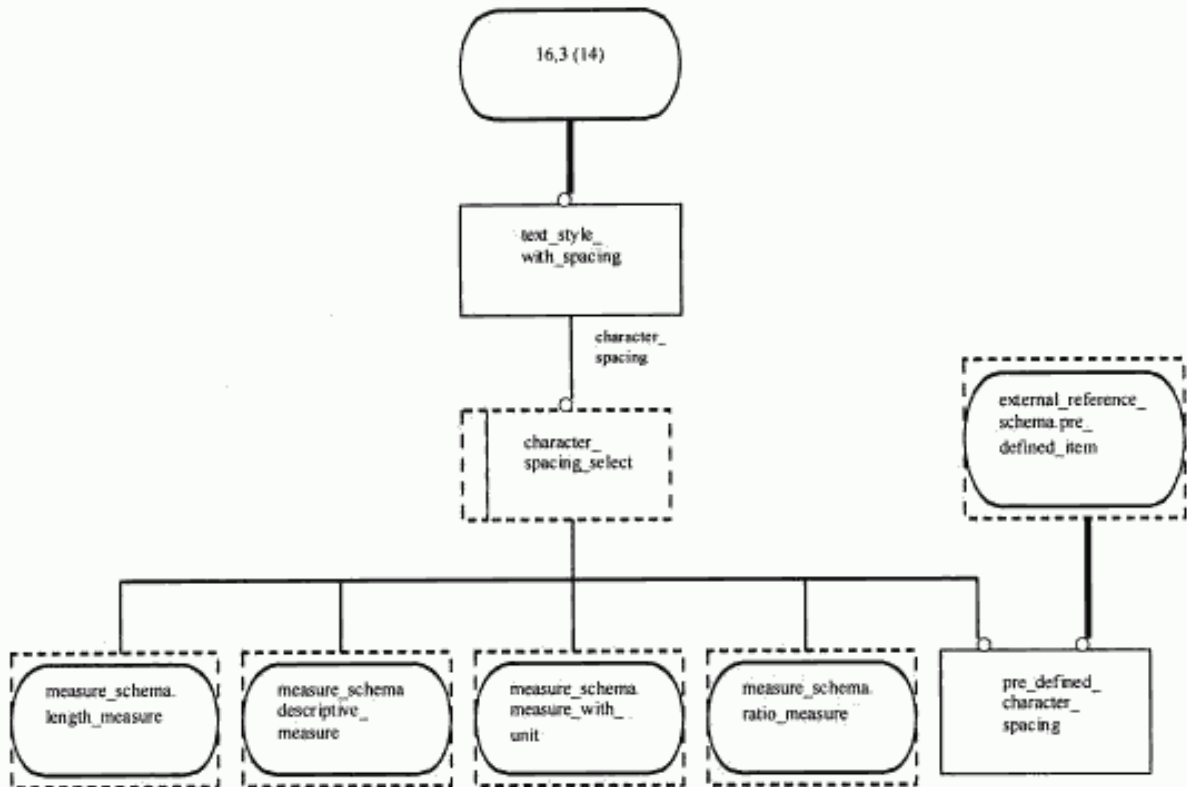 16,3 (14)
text_style_
with_spacing
character_
spacing
external_reference_
schema.pre_
defined_item
character_
spacing_select
measure_schema.
length_measure
measure_schema
descriptive_
measure
measure_schema.
measure_with_
unit
measure_schema.
ratio_measure
pre_defined_
character_
spacing